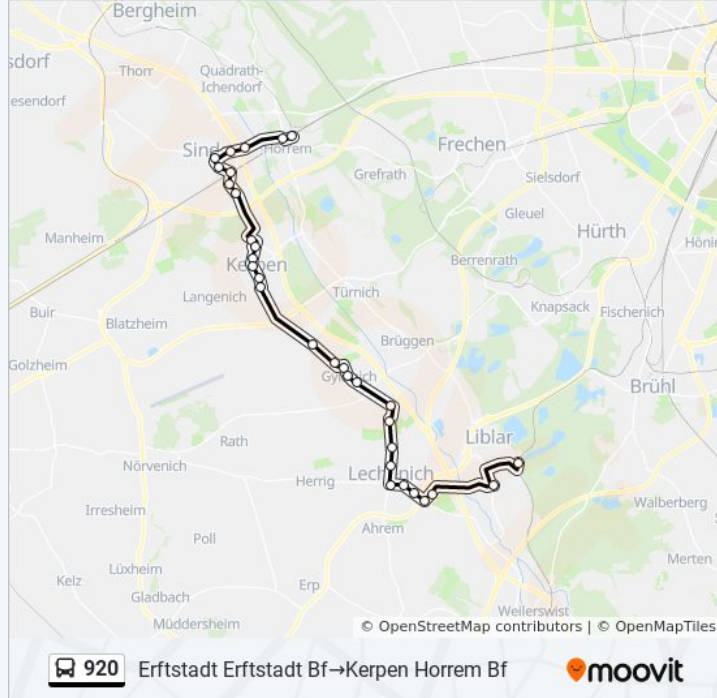 Bergheim
sdorf
Thorr
Quadrath-
Ichendorf
esendorf
Sind
Horrem
Frechen
Grefrath
Sielsdorf
Gleuel
Hürth
Hönin
Manheim
Berrenrath
Kerpen
Türnich
Langenich
Knapsack
Fischenich
Buir
Blatzheim
Brüggen
Golzheim
Gymnich
Brühl
Liblar
Rath
Nörvenich
Herrig
Lechenich
Irresheim
Walberberg
Poll
Ahrem
Merten
Kelz
Lüxheim
Erp
Gladbach
Müddersheim
Weilerswist
© OpenStreetMap contributors | © OpenMapTiles
920 Erftstadt Erftstadt Bf→Kerpen Horrem Bf
moovit